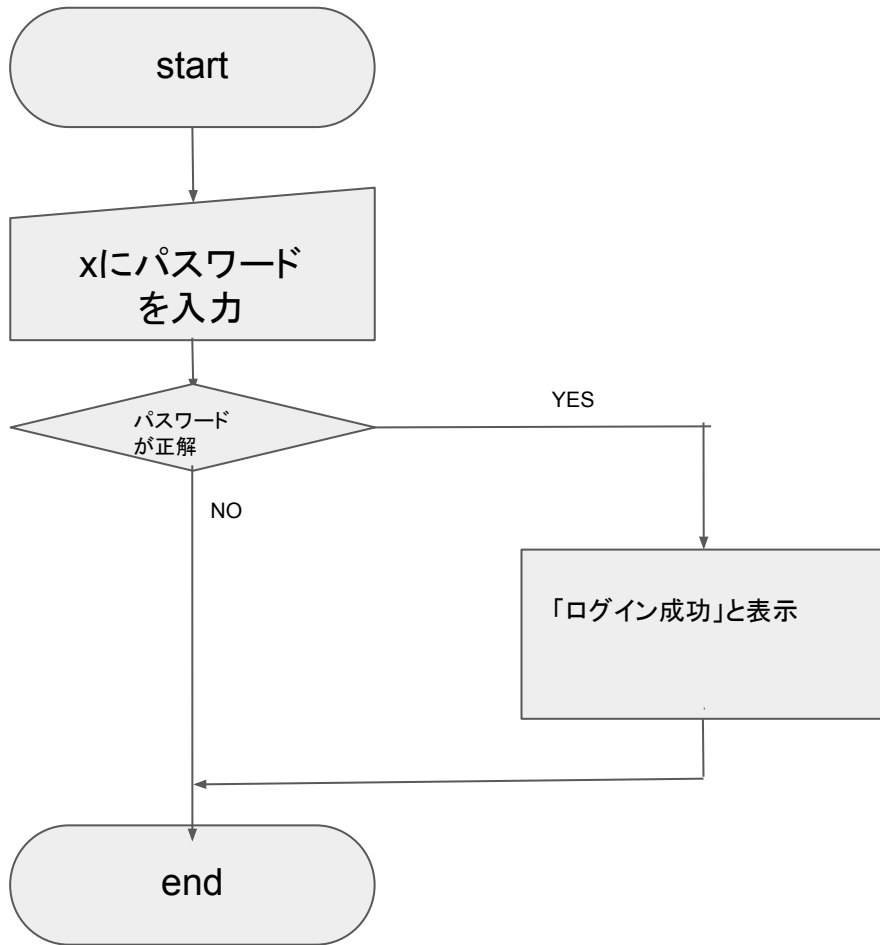 start
xにパスワード
を入力
パスワード
が正解
YES
NO
「ログイン成功」と表示
end